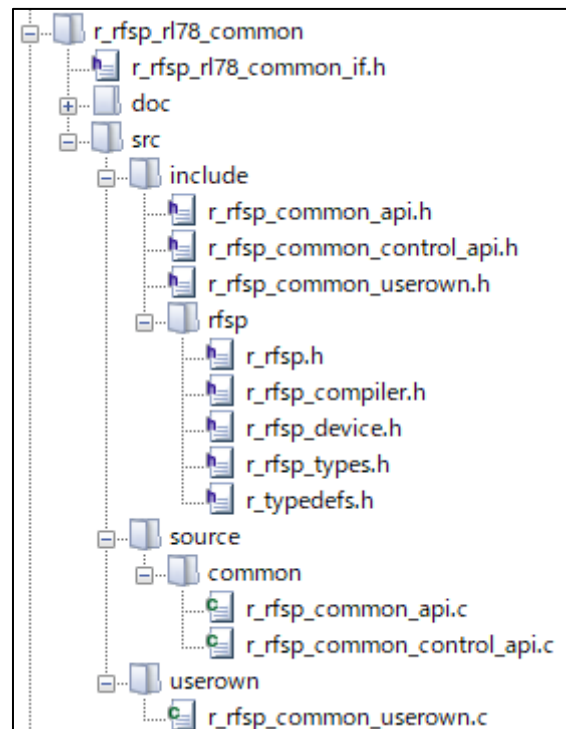 r_rfsp_rl78_common
r_rfsp_rl78_common_if.h
doc
src
include
r_rfsp_common_api.h
r_rfsp_common_control_api.h
r_rfsp_common_userown.h
rfsp
r_rfsp.h
r_rfsp_compiler.h
r_rfsp_device.h
r_rfsp_types.h
r_typedefs.h
source
common
r_rfsp_common_api.c
r_rfsp_common_control_api.c
userown
r_rfsp_common_userown.c